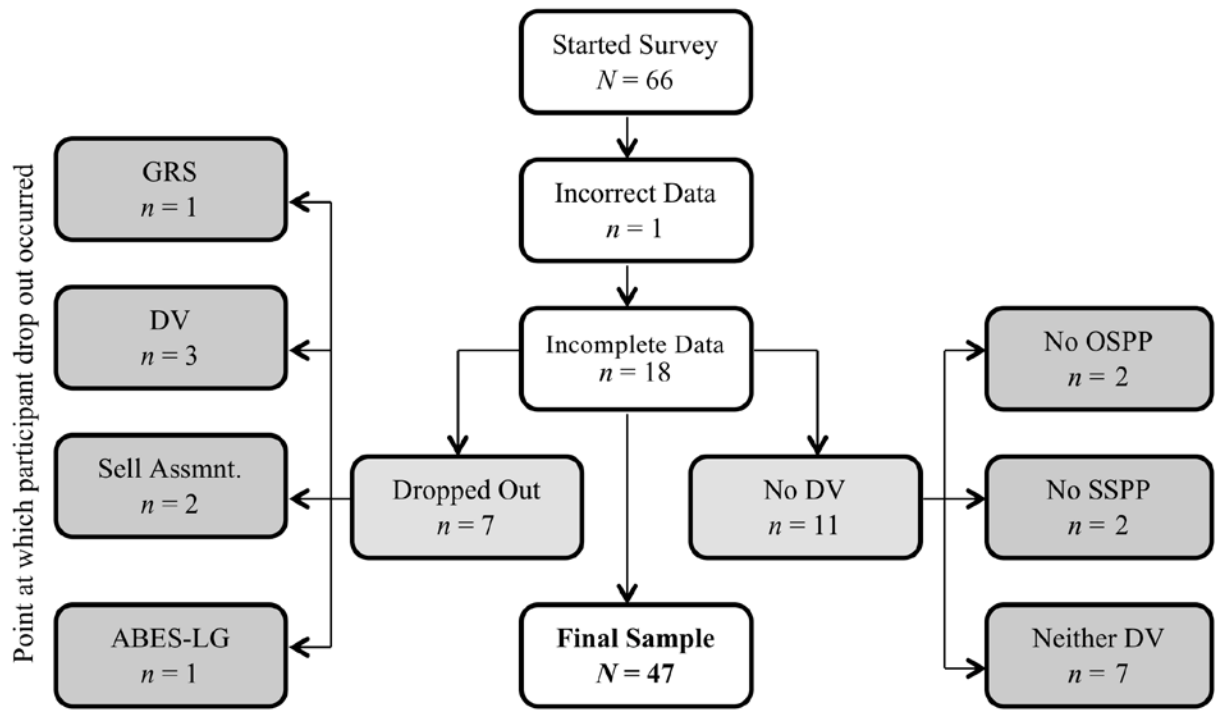 Started Survey
N = 66
Incorrect Data
n = 1
Incomplete Data
n = 18
Point at which participant drop out occurred
GRS
n = 1
DV
n = 3
Sell Assmnt.
n = 2
ABES-LG
n = 1
Dropped Out
n = 7
Final Sample
N = 47
No DV
n = 11
No OSPP
n = 2
No SSPP
n = 2
Neither DV
n = 7